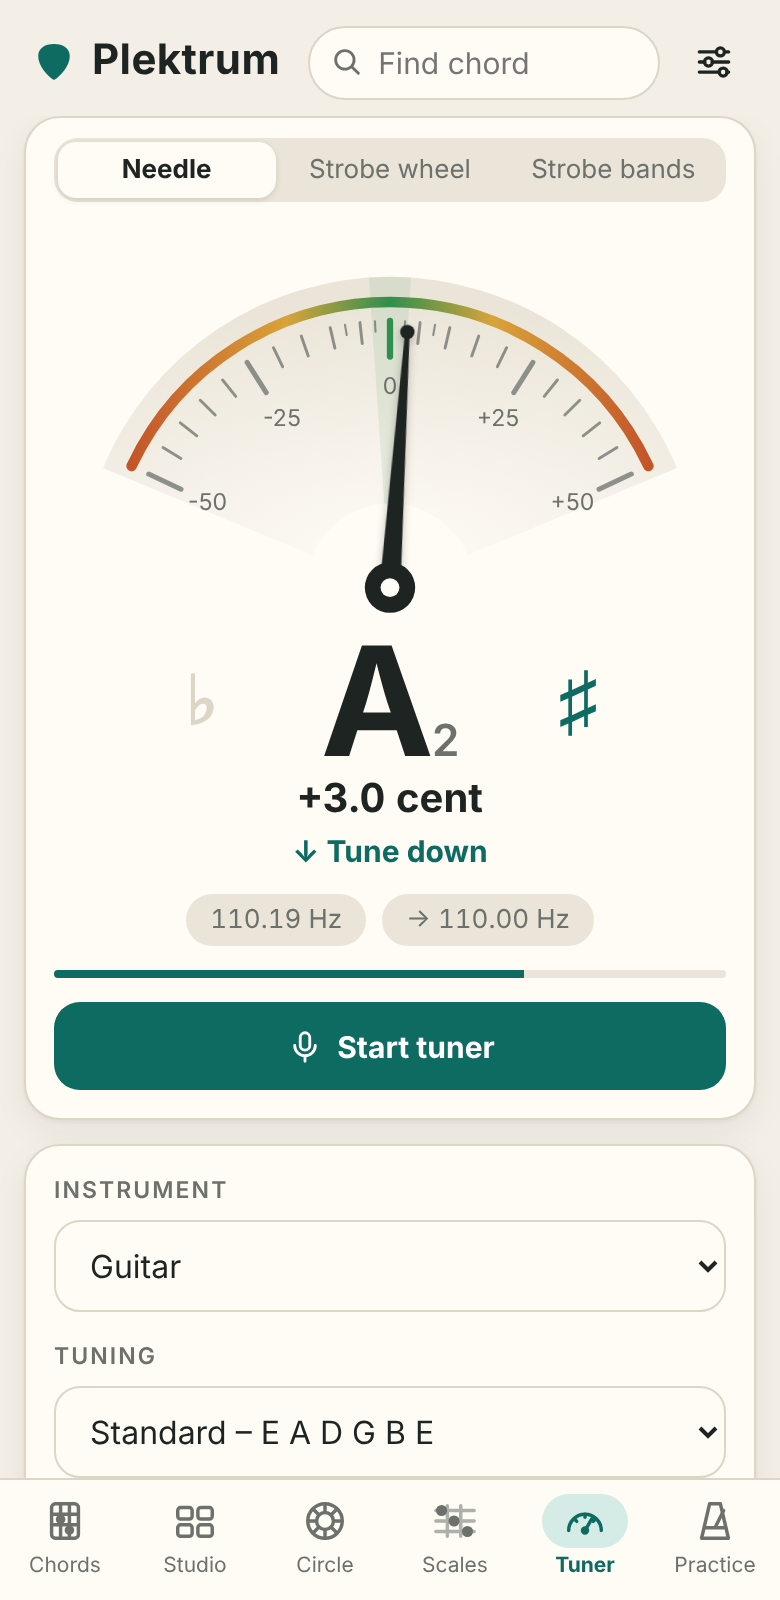 Plektrum
Find chord
Needle
Strobe wheel
Strobe bands
0
-25
+25
-50
+50
♭
A2
♯
+3.0 cent
↓ Tune down
110.19 Hz
→ 110.00 Hz
Start tuner
INSTRUMENT
Guitar
TUNING
Standard – E A D G B E
Chords
Studio
Circle
Scales
Tuner
Practice